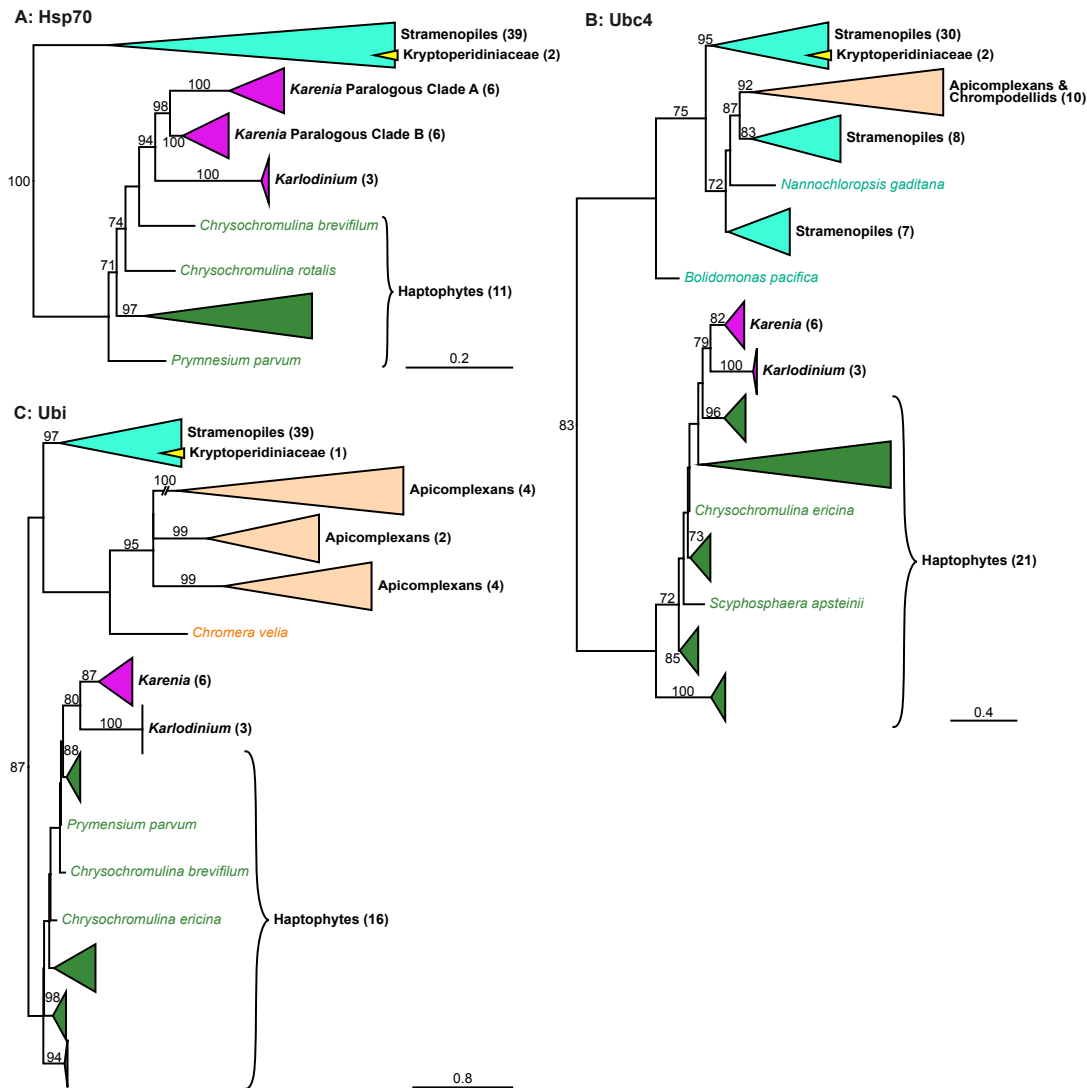 A: Hsp70
Stramenopiles (39)
Kryptoperidiniaceae (2)
100
Karenia Paralogous Clade A (6)
98
100
Karenia Paralogous Clade B (6)
94
100
Karlodinium (3)
100
74
Chrysochromulina brevifilum
71
Chrysochromulina rotalis
Haptophytes (11)
97
Prymnesium parvum
0.2
B: Ubc4
95
Stramenopiles (30)
Kryptoperidiniaceae (2)
92
Apicomplexans &
Chrompodellids (10)
75
87
83
Stramenopiles (8)
72
Nannochloropsis gaditana
Stramenopiles (7)
Bolidomonas pacifica
82
Karenia (6)
79
100
Karlodinium (3)
96
83
Chrysochromulina ericina
73
Haptophytes (21)
72
Scyphosphaera apsteinii
85
100
0.4
C: Ubi
97
Stramenopiles (39)
Kryptoperidiniaceae (1)
100
Apicomplexans (4)
99
Apicomplexans (2)
95
99
Apicomplexans (4)
Chromera velia
87
Karenia (6)
80
100
Karlodinium (3)
88
87
Prymensium parvum
Chrysochromulina brevifilum
Chrysochromulina ericina
Haptophytes (16)
98
94
0.8